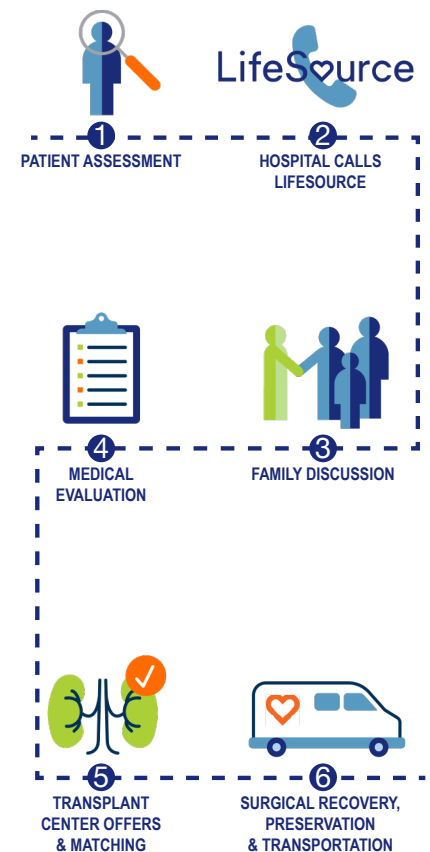 LifeSource
1
2
PATIENT ASSESSMENT
HOSPITAL CALLS
LIFESOURCE
3
FAMILY DISCUSSION
4
MEDICAL
EVALUATION
5
TRANSPLANT
CENTER OFFERS
& MATCHING
6
SURGICAL RECOVERY,
PRESERVATION
& TRANSPORTATION